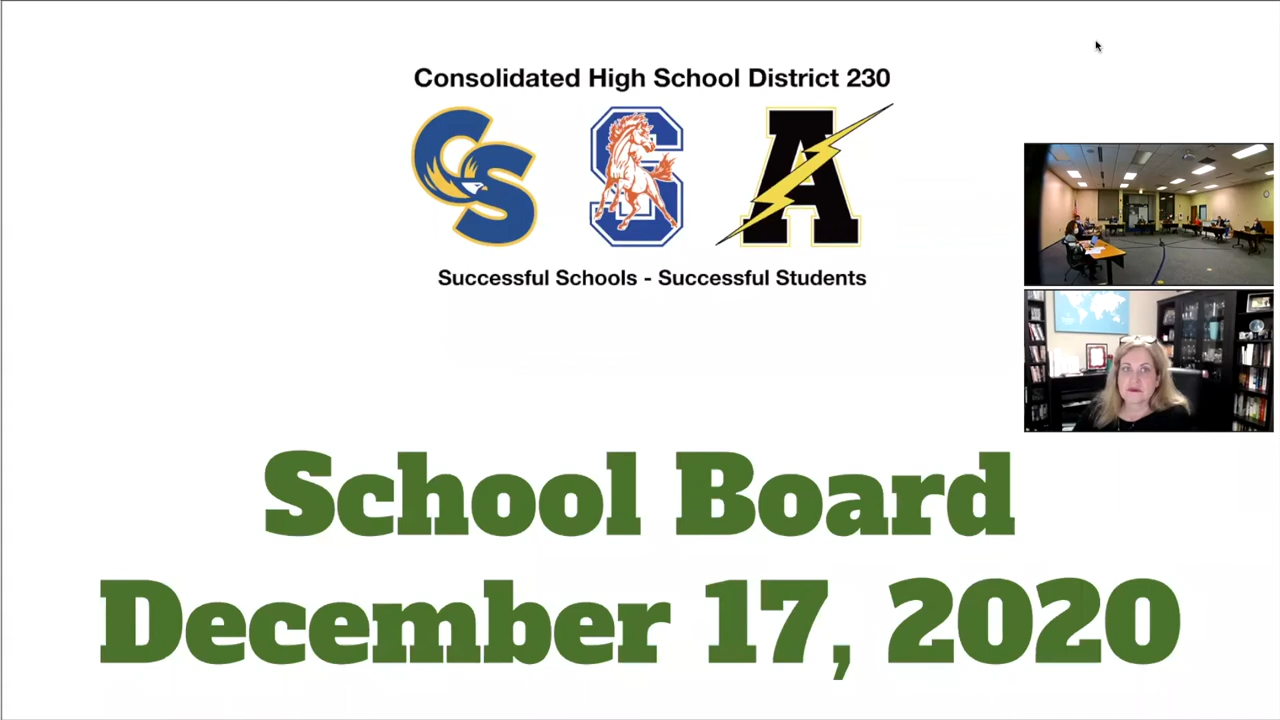 Consolidated High School District 230
CS S A
Successful Schools - Successful Students
School Board
December 17, 2020